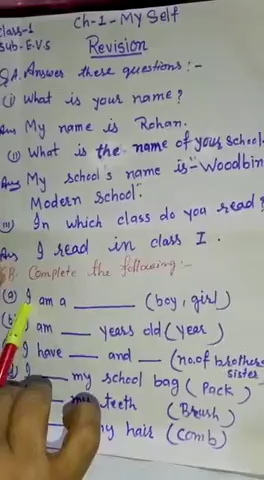 Class-1 Ch-1-My Self
Sub-E.V.S
Revision
Q.A. Answer these questions:-
(i) What is your name?
Ans My name is Rohan.
(ii) What is the name of your school
Ans My school's name is-"Woodbin
Modern School".
(iii) In which class do you read?
Ans I read in class I.
Q.B. Complete the following:-
(a) I am a ______ (boy, girl)
(b) I am ___ years old (year)
I have ___ and ___ (no.of brother
sister)
I ___ my school bag (Pack)
teeth (Brush)
my hair (Comb)